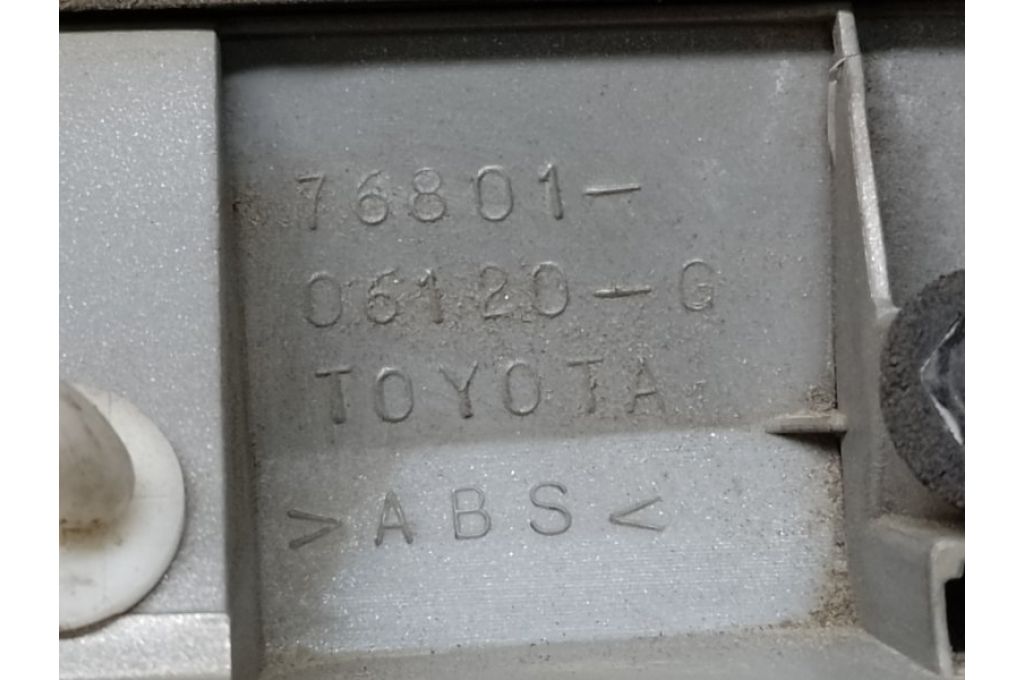 76801-
06120-G
TOYOTA
>ABS<